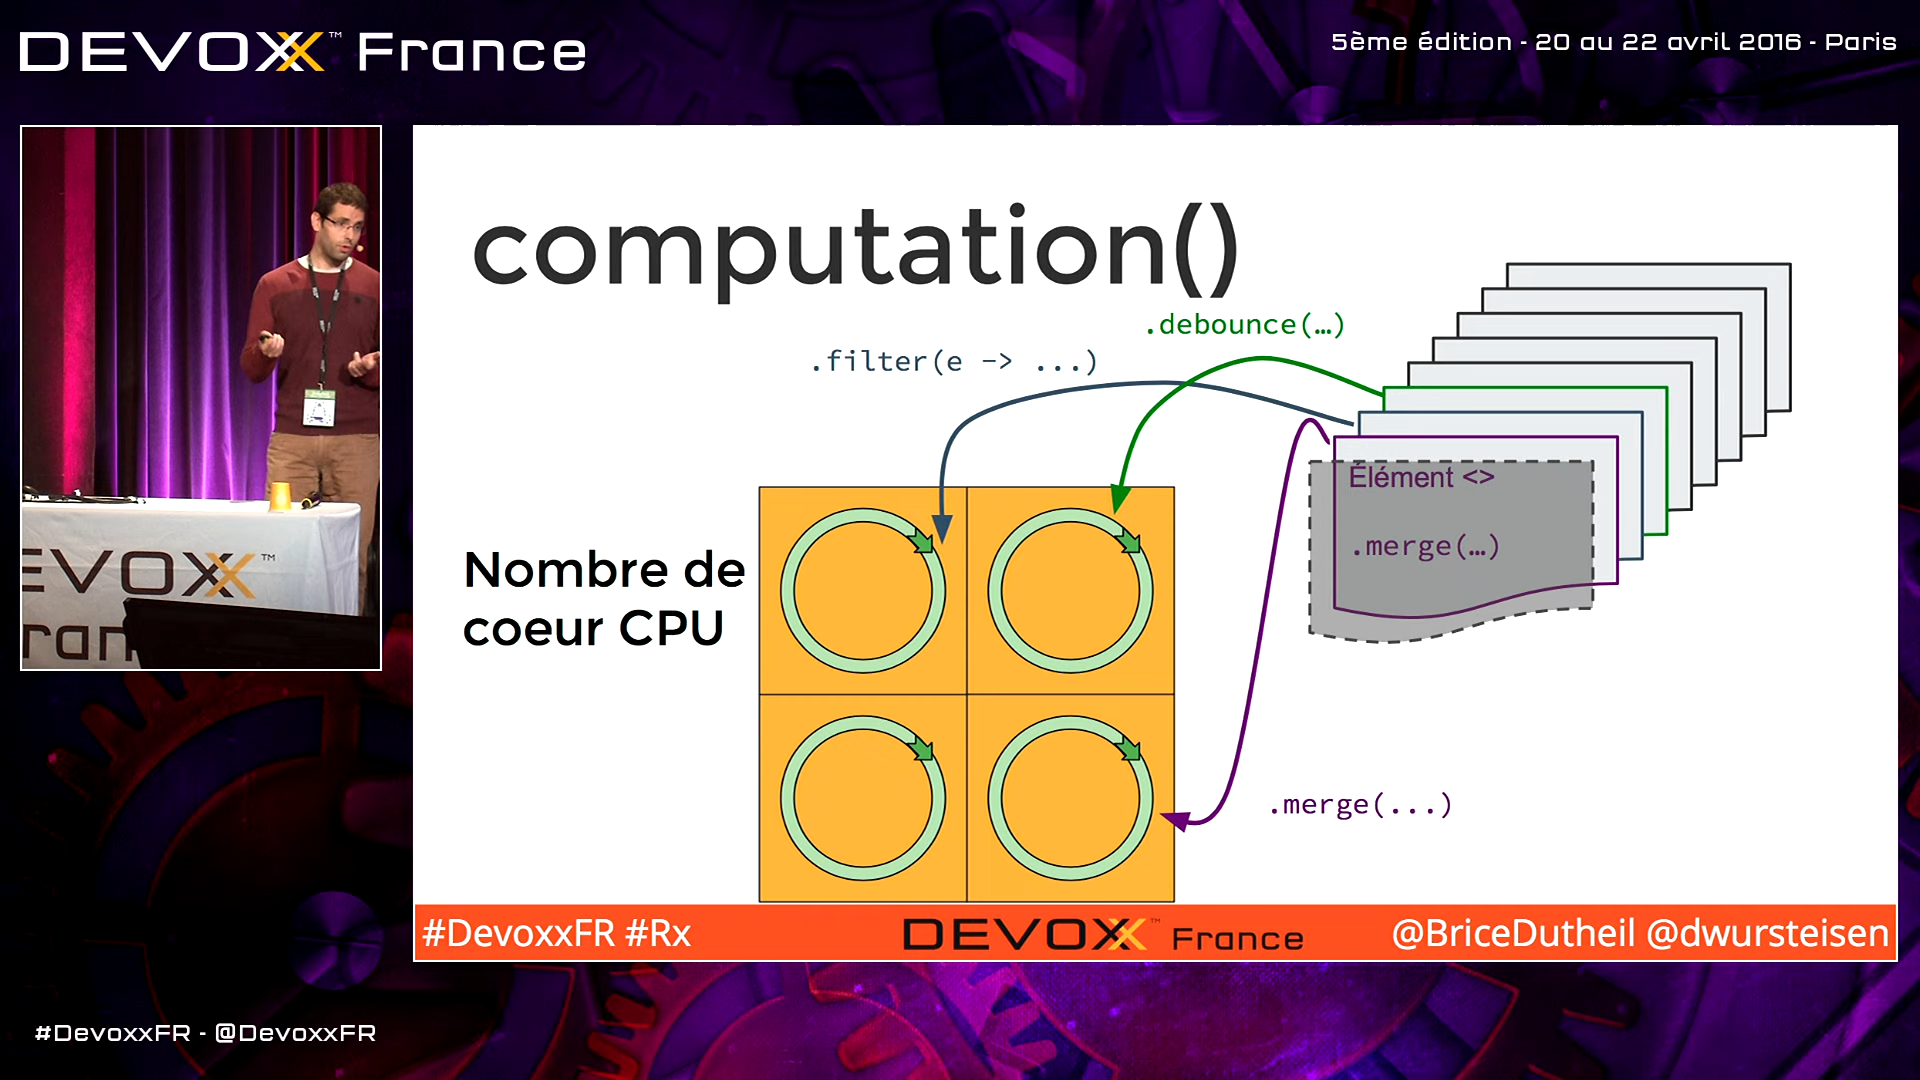 DEVOXX™ France
5ème édition - 20 au 22 avril 2016 - Paris
computation()
.debounce(…)
.filter(e -> ...)
Élément <>
.merge(…)
Nombre de
coeur CPU
.merge(...)
EVOXX™
ran
#DevoxxFR #Rx
DEVOXX™ France
@BriceDutheil @dwursteisen
#DevoxxFR - @DevoxxFR